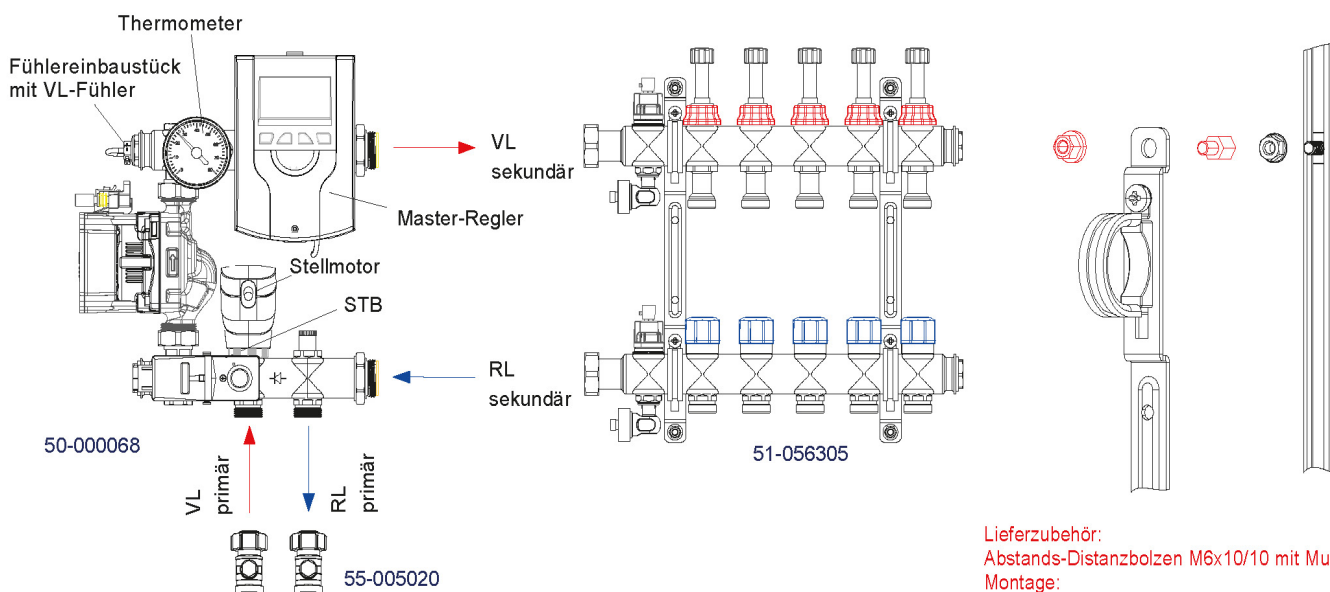 Thermometer
Fühlereinbaustück
mit VL-Fühler
VL
sekundär
Master-Regler
Stellmotor
STB
RL
sekundär
50-000068
51-056305
VL
primär
RL
primär
55-005020
Lieferzubehör:
Abstands-Distanzbolzen M6x10/10 mit Mu
Montage: